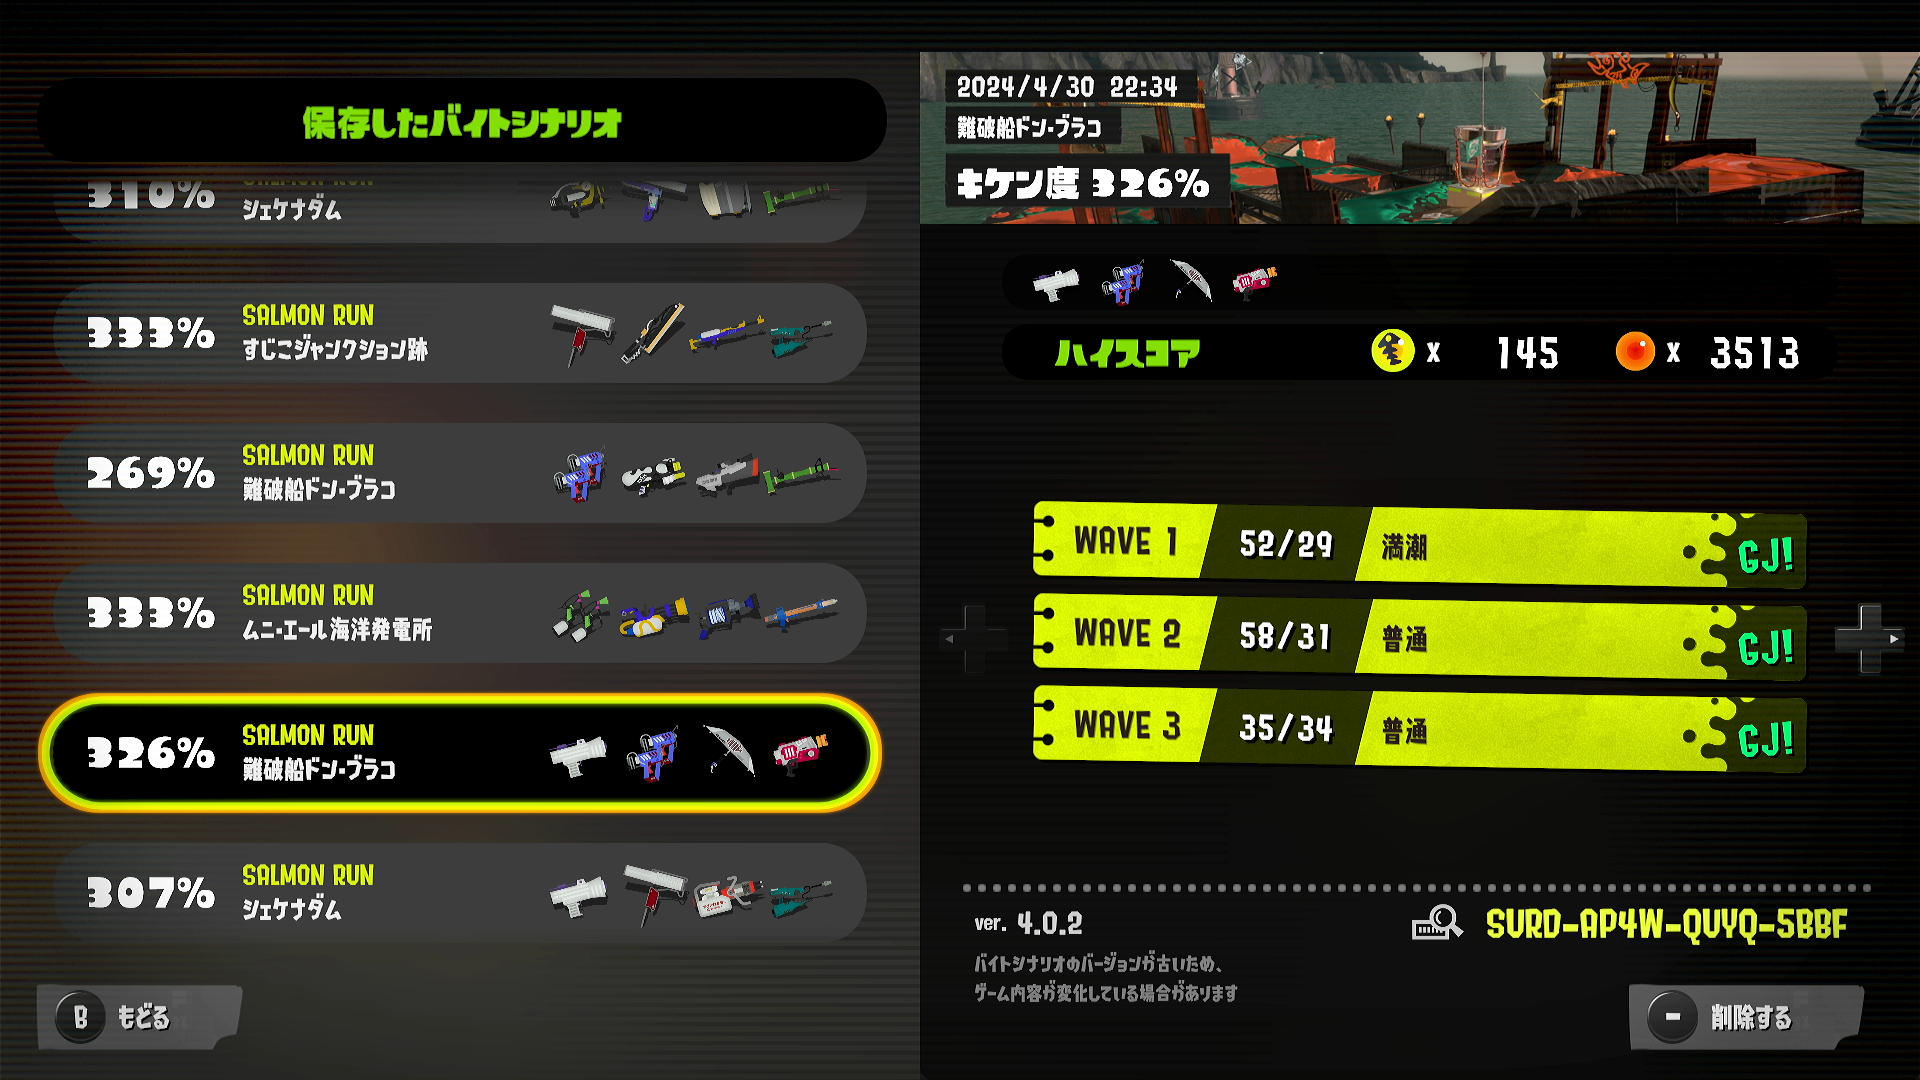 保存したバイトシナリオ
310%
SALMON RUN
シェケナダム
333%
SALMON RUN
すじこジャンクション跡
269%
SALMON RUN
難破船ドン・ブラコ
333%
SALMON RUN
ムニ・エール海洋発電所
326%
SALMON RUN
難破船ドン・ブラコ
307%
SALMON RUN
シェケナダム
B もどる
2024/4/30 22:34
難破船ドン・ブラコ
キケン度 326%
ハイスコア x 145 x 3513
WAVE 1 52/29 満潮 GJ!
WAVE 2 58/31 普通 GJ!
WAVE 3 35/34 普通 GJ!
ver. 4.0.2
SURD-AP4W-QUYQ-5BBF
バイトシナリオのバージョンが古いため、
ゲーム内容が変化している場合があります
- 削除する